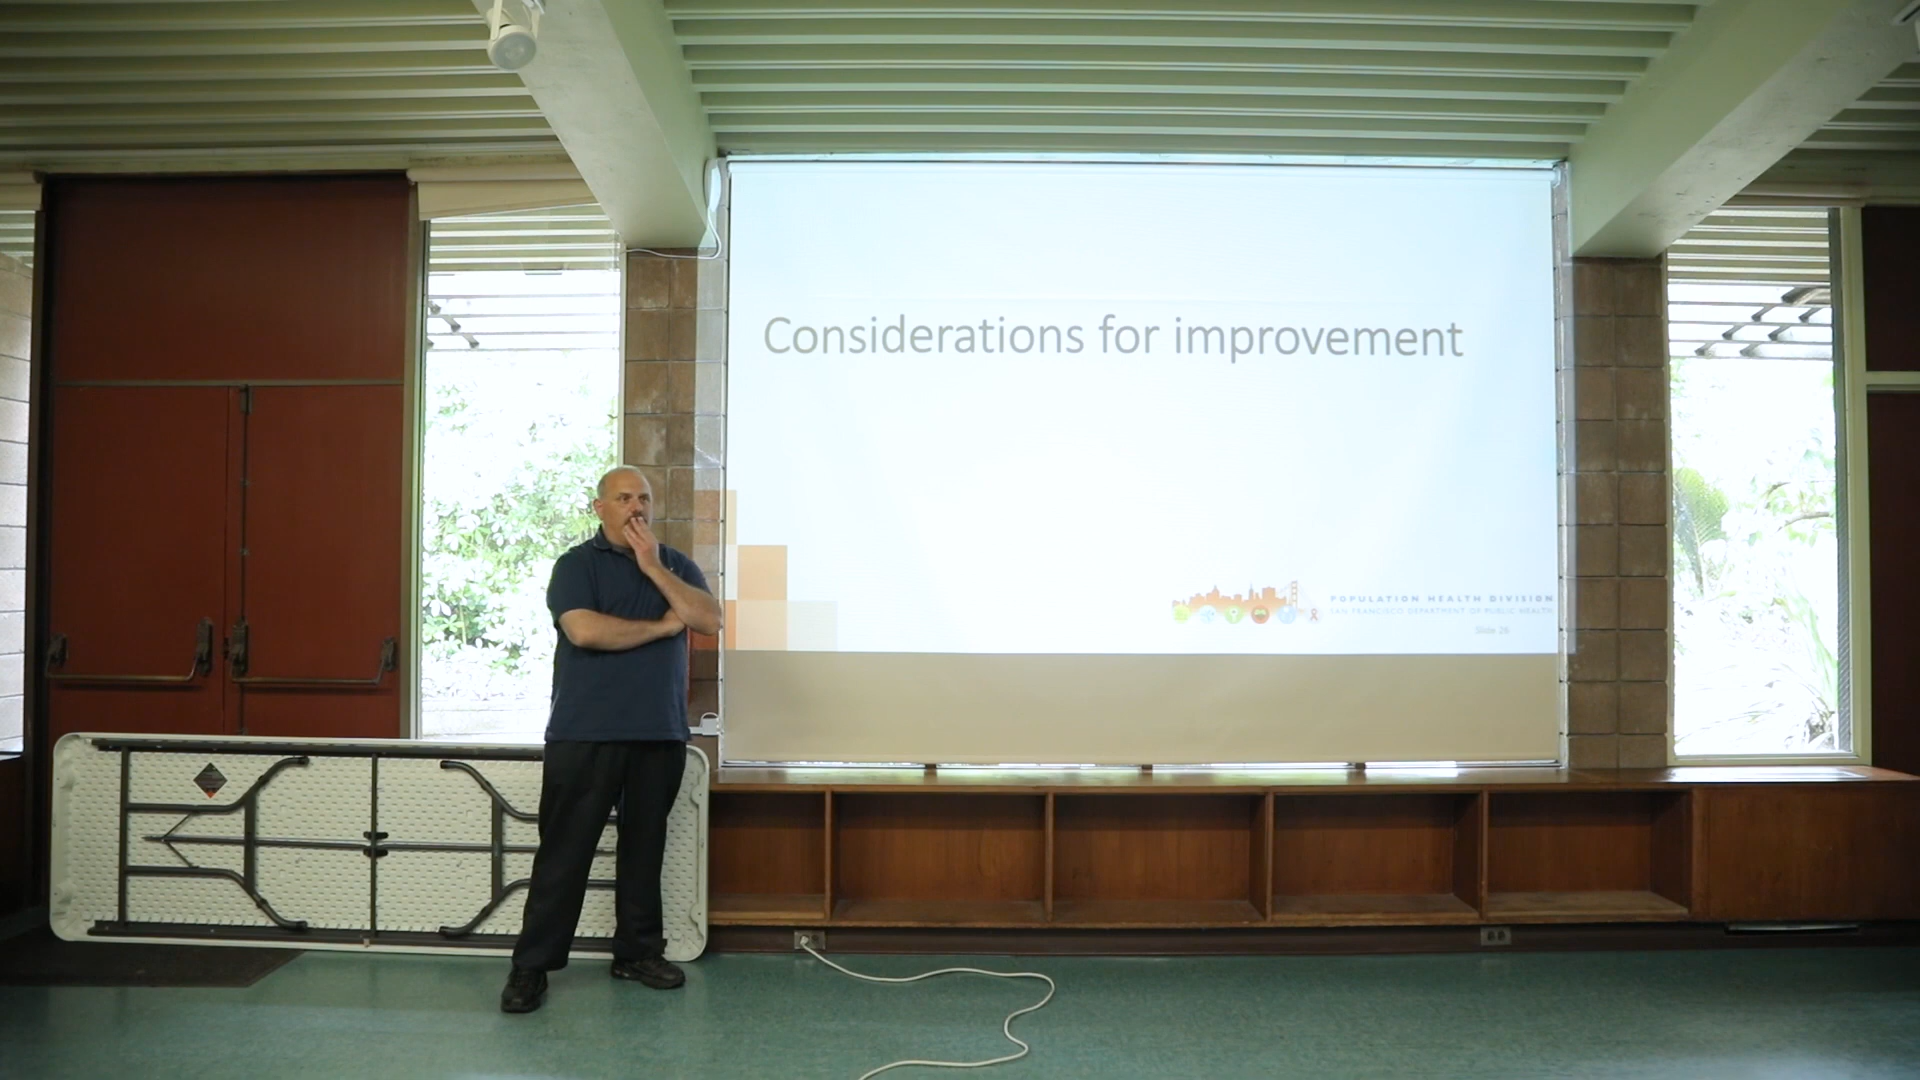 Considerations for improvement
POPULATION HEALTH DIVISION
SAN FRANCISCO DEPARTMENT OF PUBLIC HEALTH
Slide 26